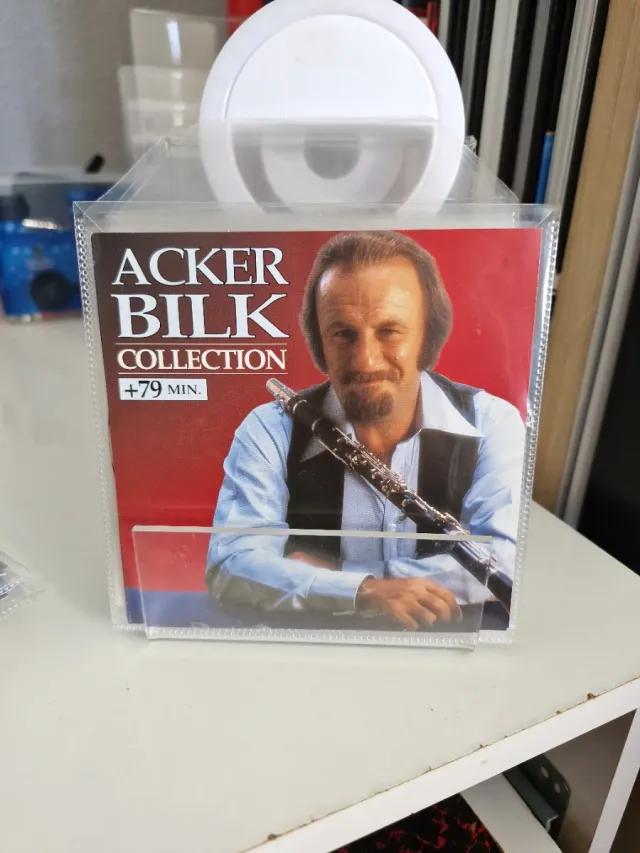 ACKER
BILK
COLLECTION
+79 MIN.